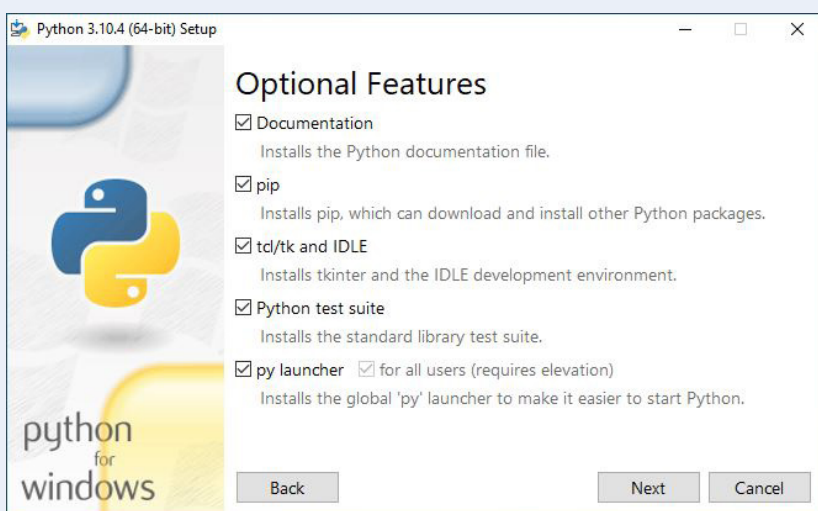 Python 3.10.4 (64-bit) Setup
Optional Features
Documentation
Installs the Python documentation file.
pip
Installs pip, which can download and install other Python packages.
tcl/tk and IDLE
Installs tkinter and the IDLE development environment.
Python test suite
Installs the standard library test suite.
py launcher for all users (requires elevation)
Installs the global 'py' launcher to make it easier to start Python.
python
for
windows
Back Next Cancel